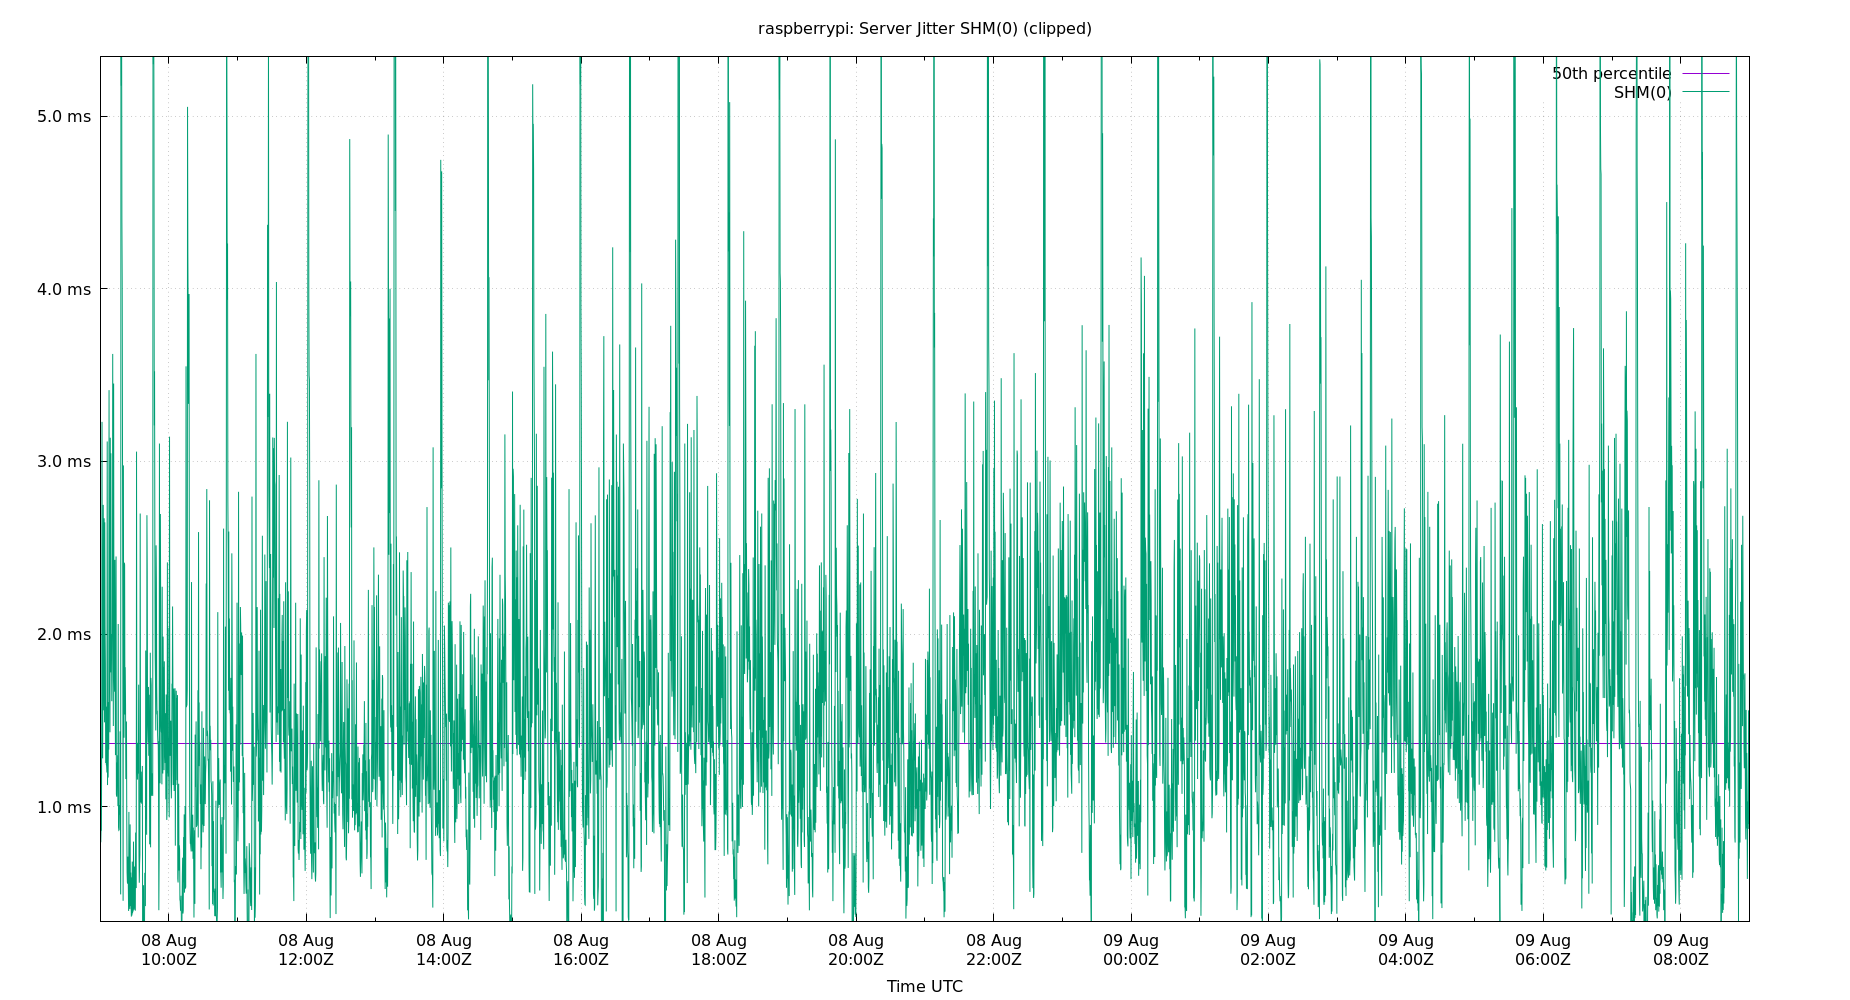 raspberrypi: Server Jitter SHM(0) (clipped)
50th percentile
SHM(0)
5.0 ms
4.0 ms
3.0 ms
2.0 ms
1.0 ms
08 Aug 08 Aug 08 Aug 08 Aug 08 Aug 08 Aug 08 Aug 09 Aug 09 Aug 09 Aug 09 Aug 09 Aug
10:00Z 12:00Z 14:00Z 16:00Z 18:00Z 20:00Z 22:00Z 00:00Z 02:00Z 04:00Z 06:00Z 08:00Z
Time UTC